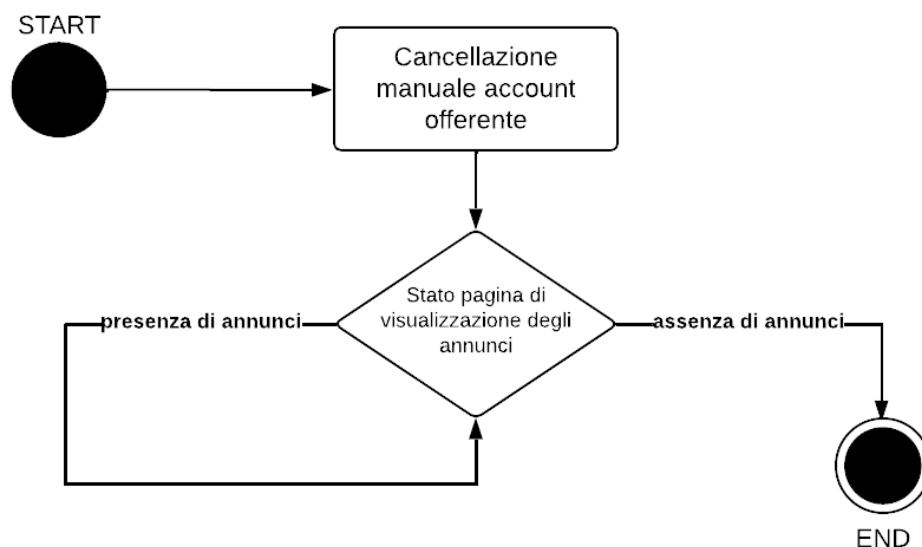 START
Cancellazione
manuale account
offerente
Stato pagina di
visualizzazione degli
annunci
presenza di annunci
assenza di annunci
END